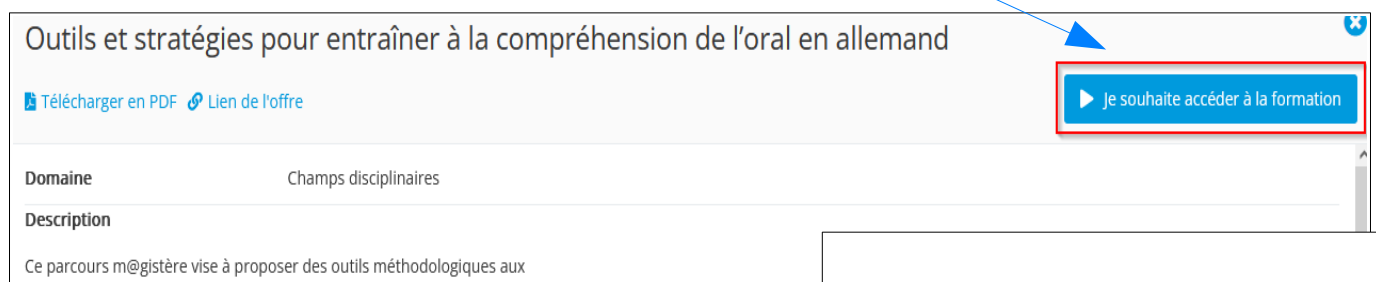 Outils et stratégies pour entraîner à la compréhension de l'oral en allemand
Télécharger en PDF Lien de l'offre
Je souhaite accéder à la formation
Domaine Champs disciplinaires
Description
Ce parcours m@gistère vise à proposer des outils méthodologiques aux